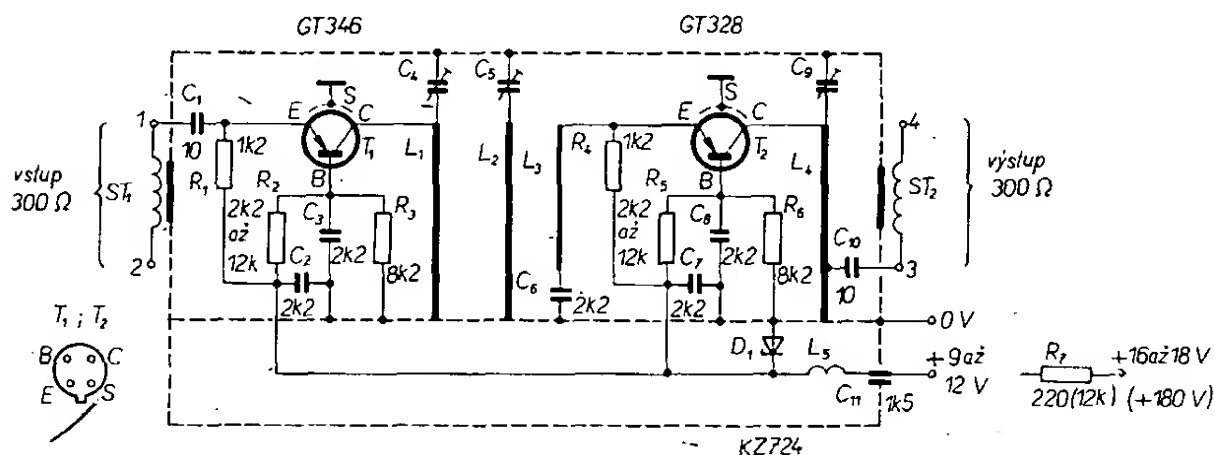 GT346
GT328
C1
10
1
1k2
R1
vstup
300 Ω
ST1
2
E
S
C
T1
B
R2
2k2
až
12k
C2
2k2
C3
2k2
R3
8k2
C4
L1
C5
L2
L3
C6
2k2
R4
1k2
E
S
C
T2
B
R5
2k2
až
12k
C7
2k2
C8
2k2
R6
8k2
C9
L4
C10
10
4
ST2
3
výstup
300 Ω
T1 ; T2
B
C
E
S
D1
L5
C11
1k5
0 V
+ 9 až
12 V
R7
220 (12k)
+16 až 18 V
(+180 V)
KZ724